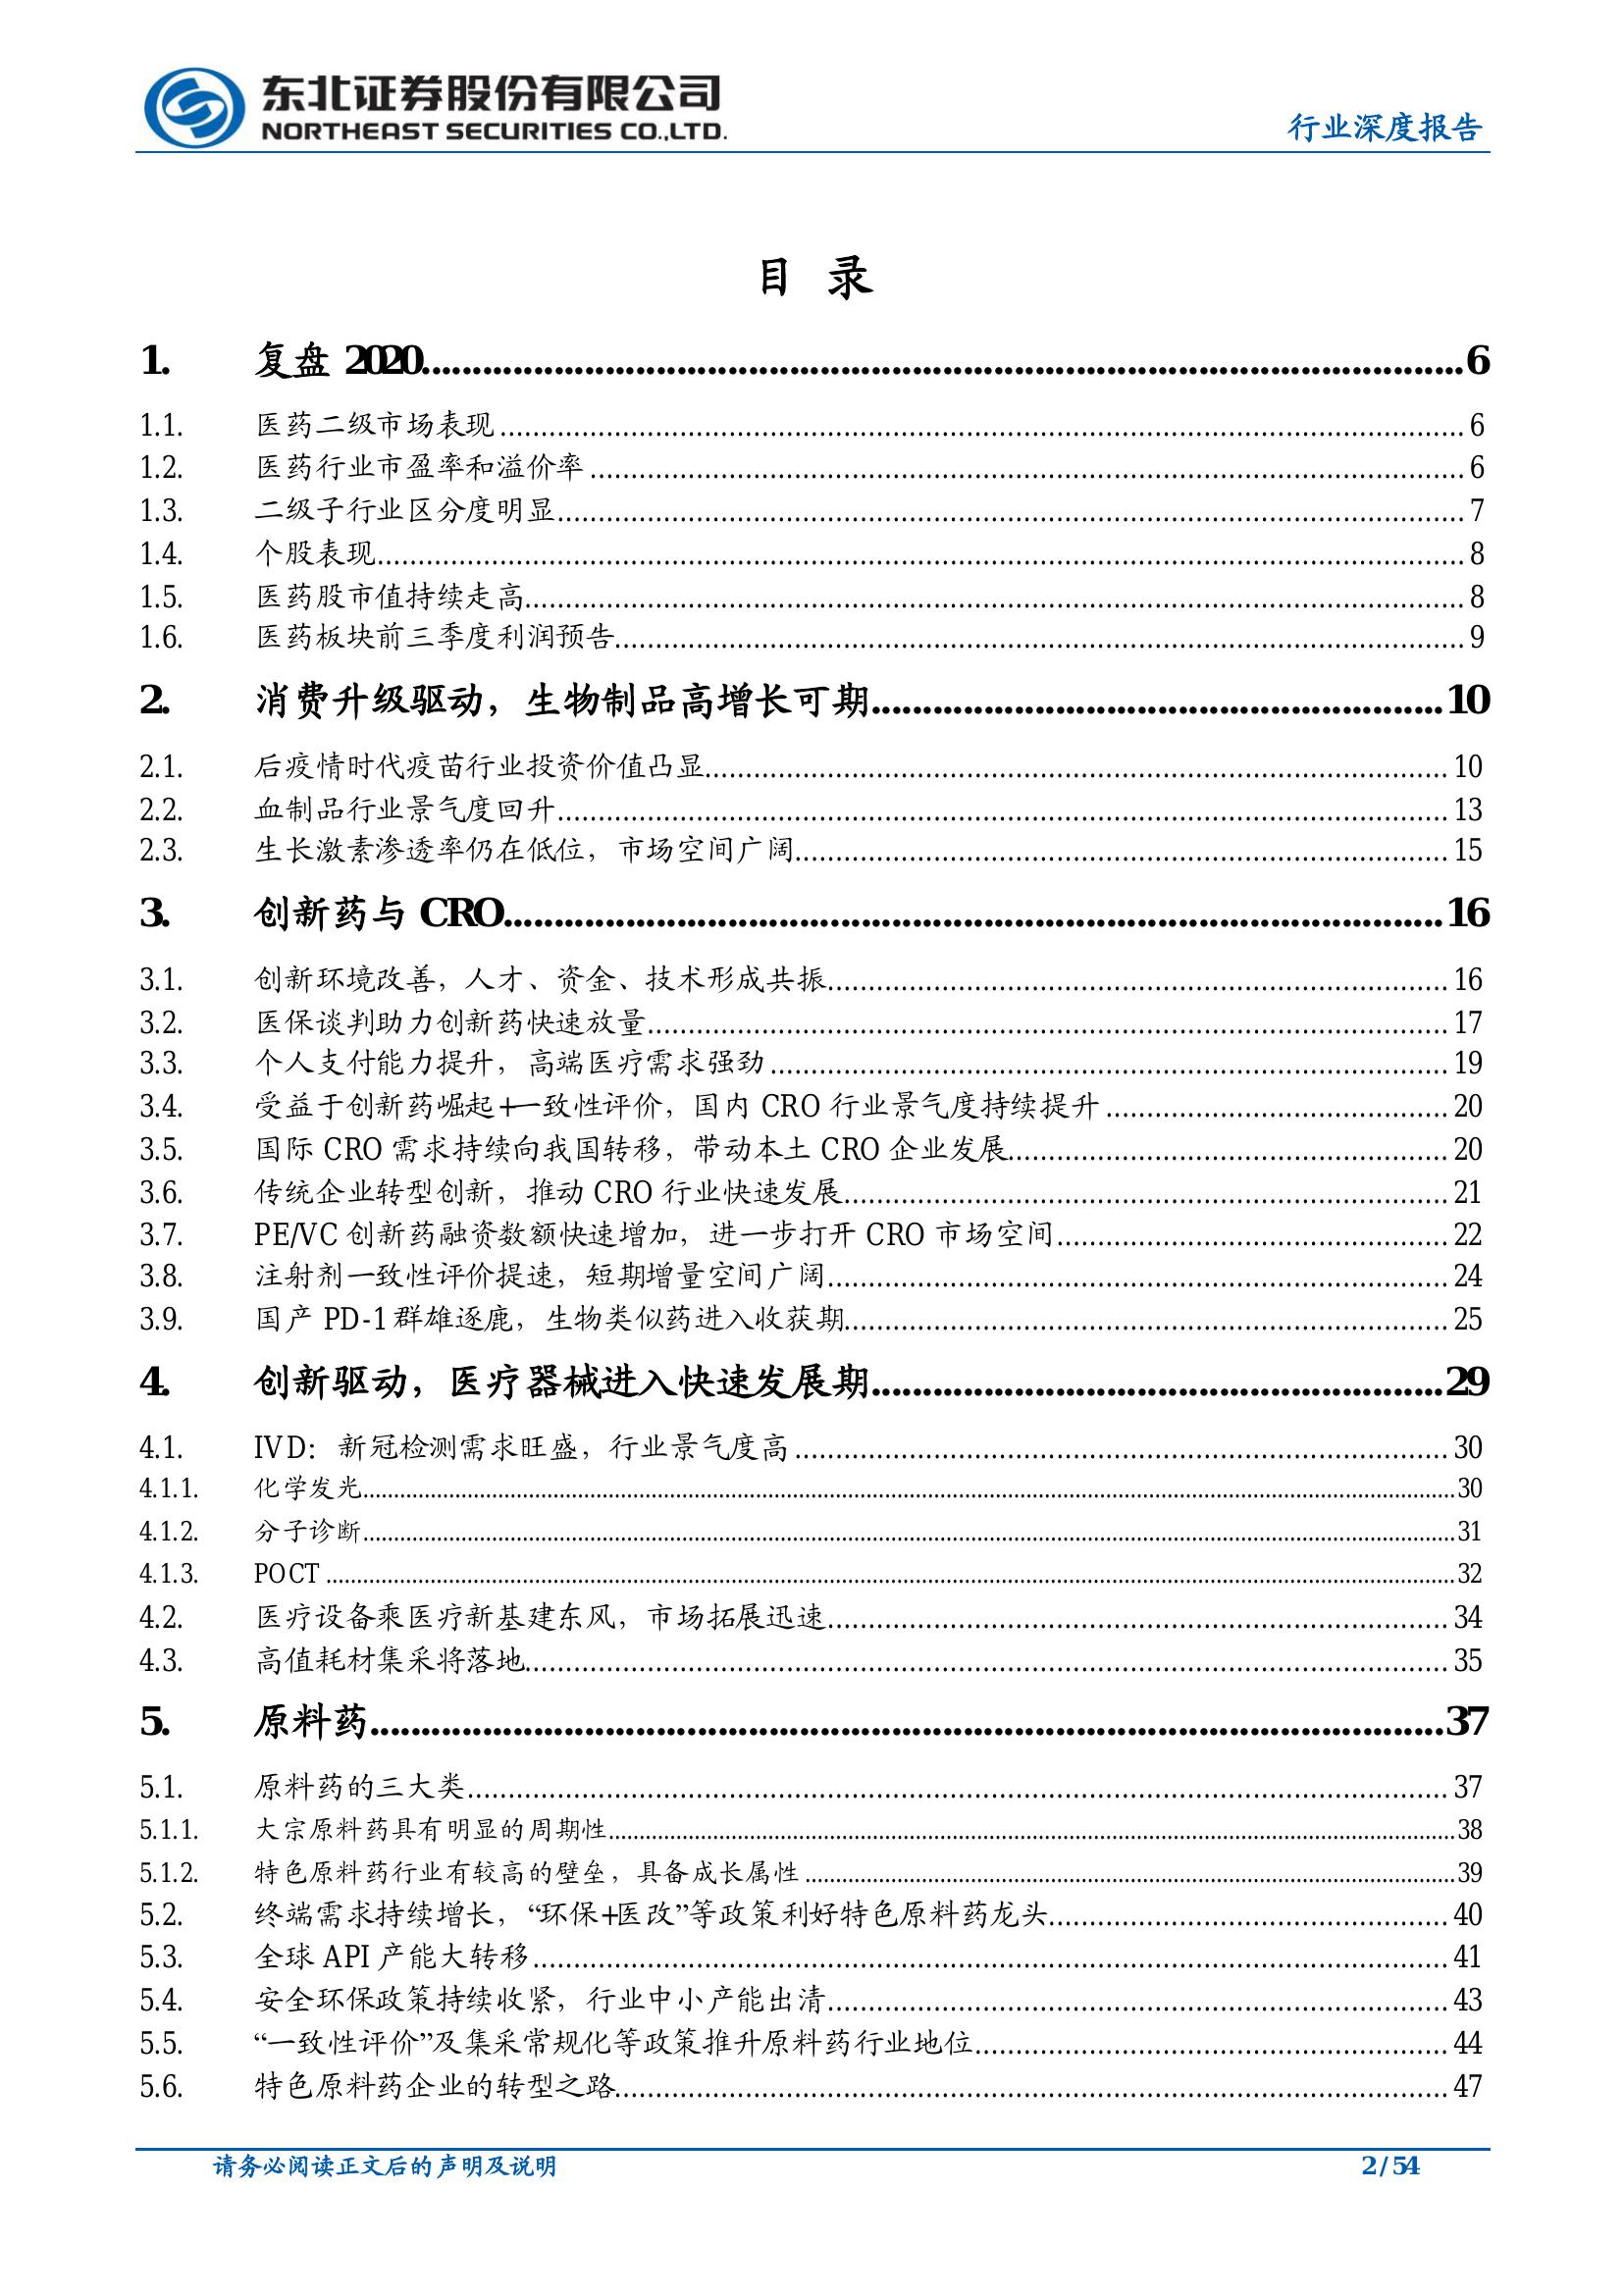 东北证券股份有限公司
NORTHEAST SECURITIES CO.,LTD.
行业深度报告
目 录
1. 复盘 2020 6
1.1. 医药二级市场表现 6
1.2. 医药行业市盈率和溢价率 6
1.3. 二级子行业区分度明显 7
1.4. 个股表现 8
1.5. 医药股市值持续走高 8
1.6. 医药板块前三季度利润预告 9
2. 消费升级驱动，生物制品高增长可期 10
2.1. 后疫情时代疫苗行业投资价值凸显 10
2.2. 血制品行业景气度回升 13
2.3. 生长激素渗透率仍在低位，市场空间广阔 15
3. 创新药与 CRO 16
3.1. 创新环境改善，人才、资金、技术形成共振 16
3.2. 医保谈判助力创新药快速放量 17
3.3. 个人支付能力提升，高端医疗需求强劲 19
3.4. 受益于创新药崛起+一致性评价，国内 CRO 行业景气度持续提升 20
3.5. 国际 CRO 需求持续向我国转移，带动本土 CRO 企业发展 20
3.6. 传统企业转型创新，推动 CRO 行业快速发展 21
3.7. PE/VC 创新药融资数额快速增加，进一步打开 CRO 市场空间 22
3.8. 注射剂一致性评价提速，短期增量空间广阔 24
3.9. 国产 PD-1 群雄逐鹿，生物类似药进入收获期 25
4. 创新驱动，医疗器械进入快速发展期 29
4.1. IVD：新冠检测需求旺盛，行业景气度高 30
4.1.1. 化学发光 30
4.1.2. 分子诊断 31
4.1.3. POCT 32
4.2. 医疗设备乘医疗新基建东风，市场拓展迅速 34
4.3. 高值耗材集采将落地 35
5. 原料药 37
5.1. 原料药的三大类 37
5.1.1. 大宗原料药具有明显的周期性 38
5.1.2. 特色原料药行业有较高的壁垒，具备成长属性 39
5.2. 终端需求持续增长，“环保+医改”等政策利好特色原料药龙头 40
5.3. 全球 API 产能大转移 41
5.4. 安全环保政策持续收紧，行业中小产能出清 43
5.5. “一致性评价”及集采常规化等政策推升原料药行业地位 44
5.6. 特色原料药企业的转型之路 47
请务必阅读正文后的声明及说明
2 / 54